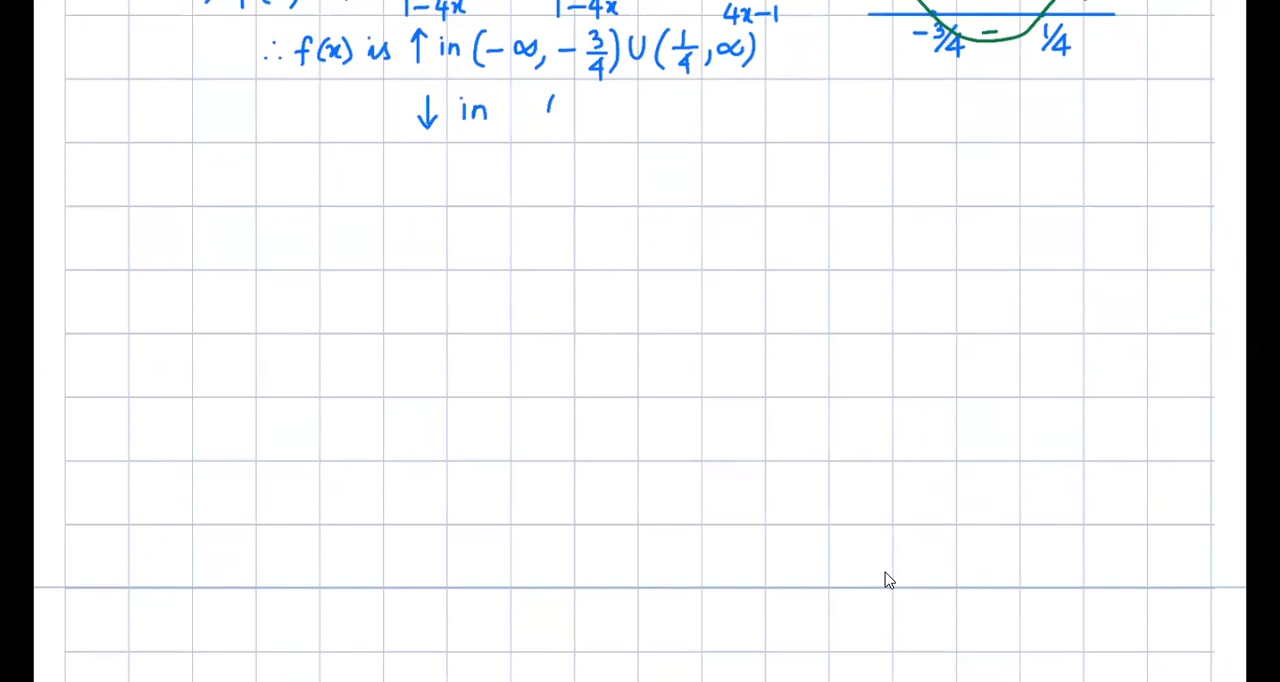 1-4x 1-4x 4x-1
∴ f(x) is ↑ in (-∞, -3/4) ∪ (1/4, ∞)
-3/4 - 1/4
↓ in (